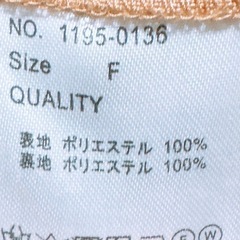 NO. 1195-0136
Size F
QUALITY
表地 ポリエステル 100%
裏地 ポリエステル 100%